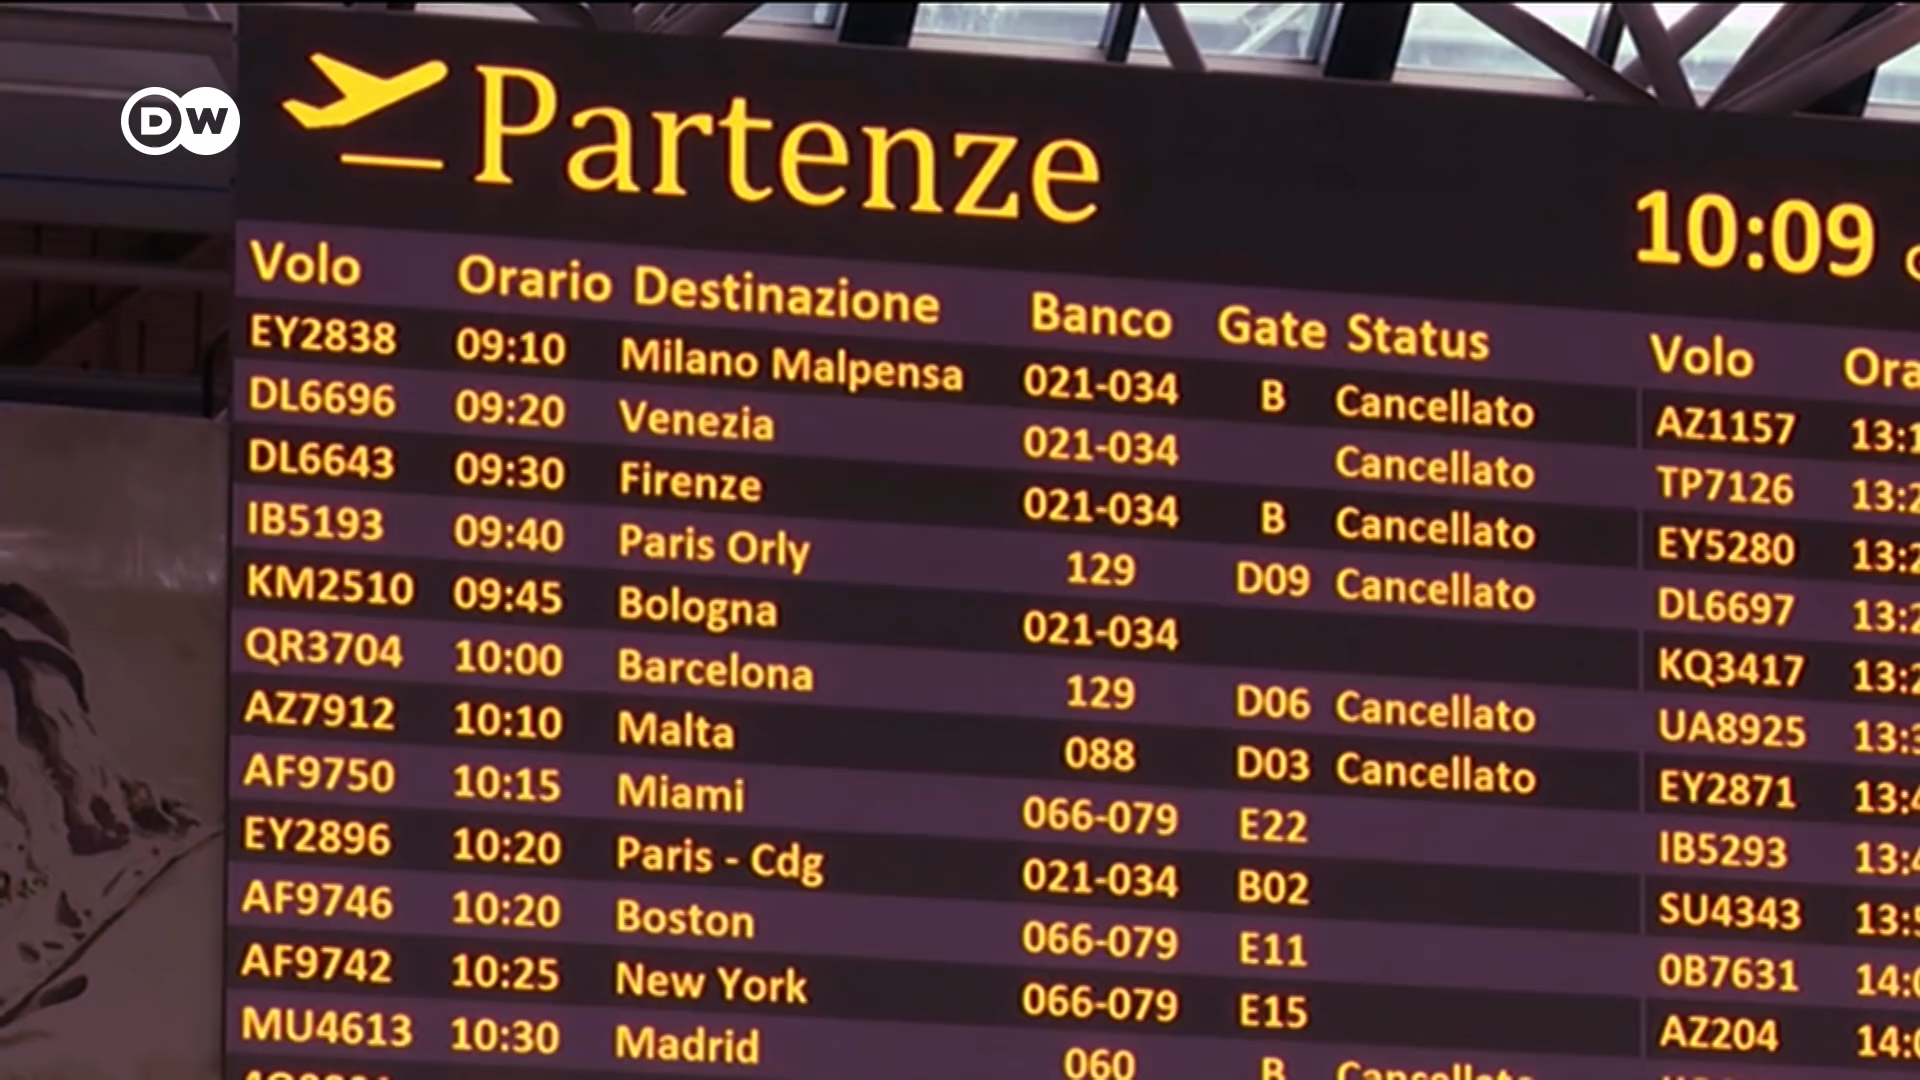 DW
Partenze
10:09
Volo Orario Destinazione Banco Gate Status Volo
EY2838 09:10 Milano Malpensa 021-034 B Cancellato AZ1157
DL6696 09:20 Venezia 021-034 Cancellato TP7126
DL6643 09:30 Firenze 021-034 B Cancellato EY5280
IB5193 09:40 Paris Orly 129 D09 Cancellato DL6697
KM2510 09:45 Bologna 021-034 KQ3417
QR3704 10:00 Barcelona 129 D06 Cancellato UA8925
AZ7912 10:10 Malta 088 D03 Cancellato EY2871
AF9750 10:15 Miami 066-079 E22 IB5293
EY2896 10:20 Paris - Cdg 021-034 B02 SU4343
AF9746 10:20 Boston 066-079 E11 0B7631
AF9742 10:25 New York 066-079 E15 AZ204
MU4613 10:30 Madrid 060 B Cancellato